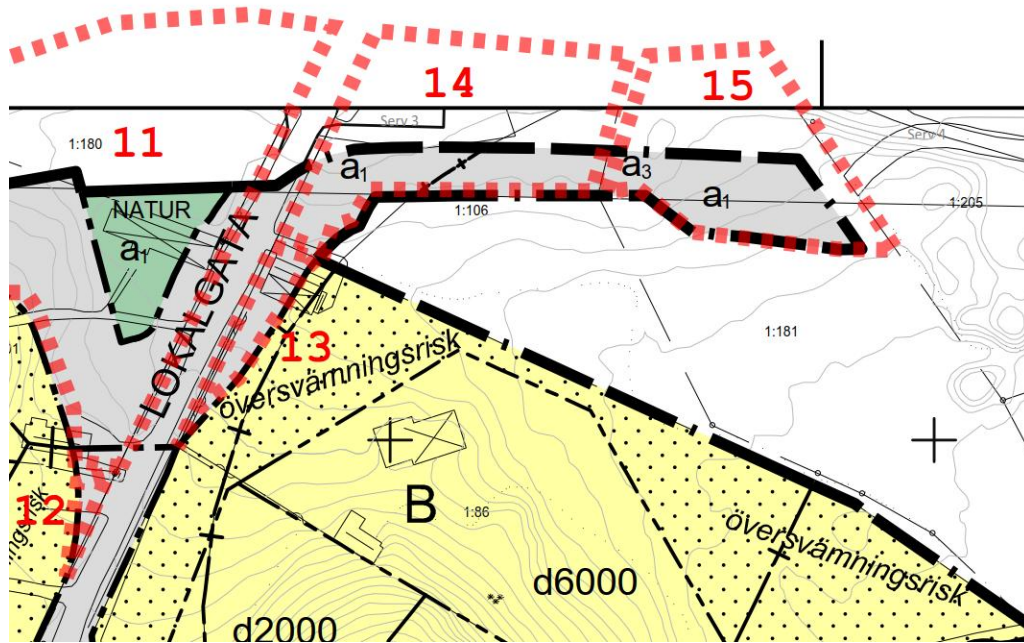 14
15
Serv 3
Serv 4
11
1:180
a1
a3
NATUR
a1
1:106
1:205
a1
LOKALGATA
13
översvämningsrisk
1:181
12
B
1:86
översvämningsrisk
d6000
d2000